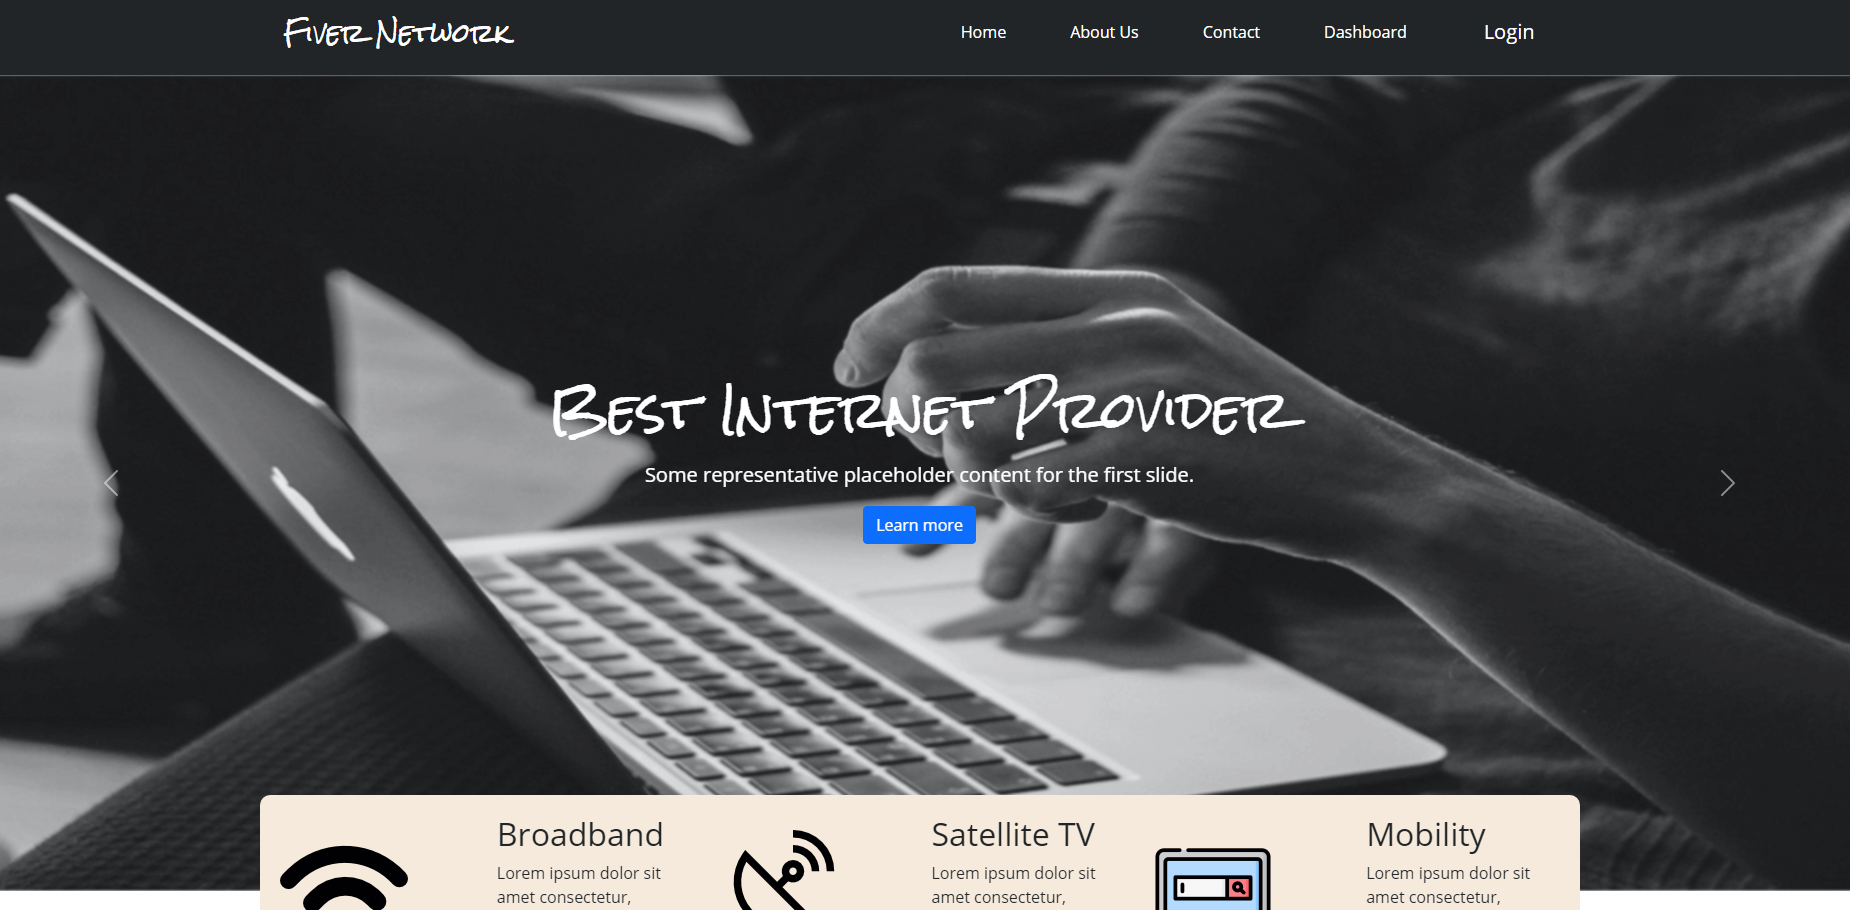 Fiver Network
Home About Us Contact Dashboard Login
Best Internet Provider
Some representative placeholder content for the first slide.
Learn more
Broadband
Lorem ipsum dolor sit
amet consectetur,
Satellite TV
Lorem ipsum dolor sit
amet consectetur,
Mobility
Lorem ipsum dolor sit
amet consectetur,